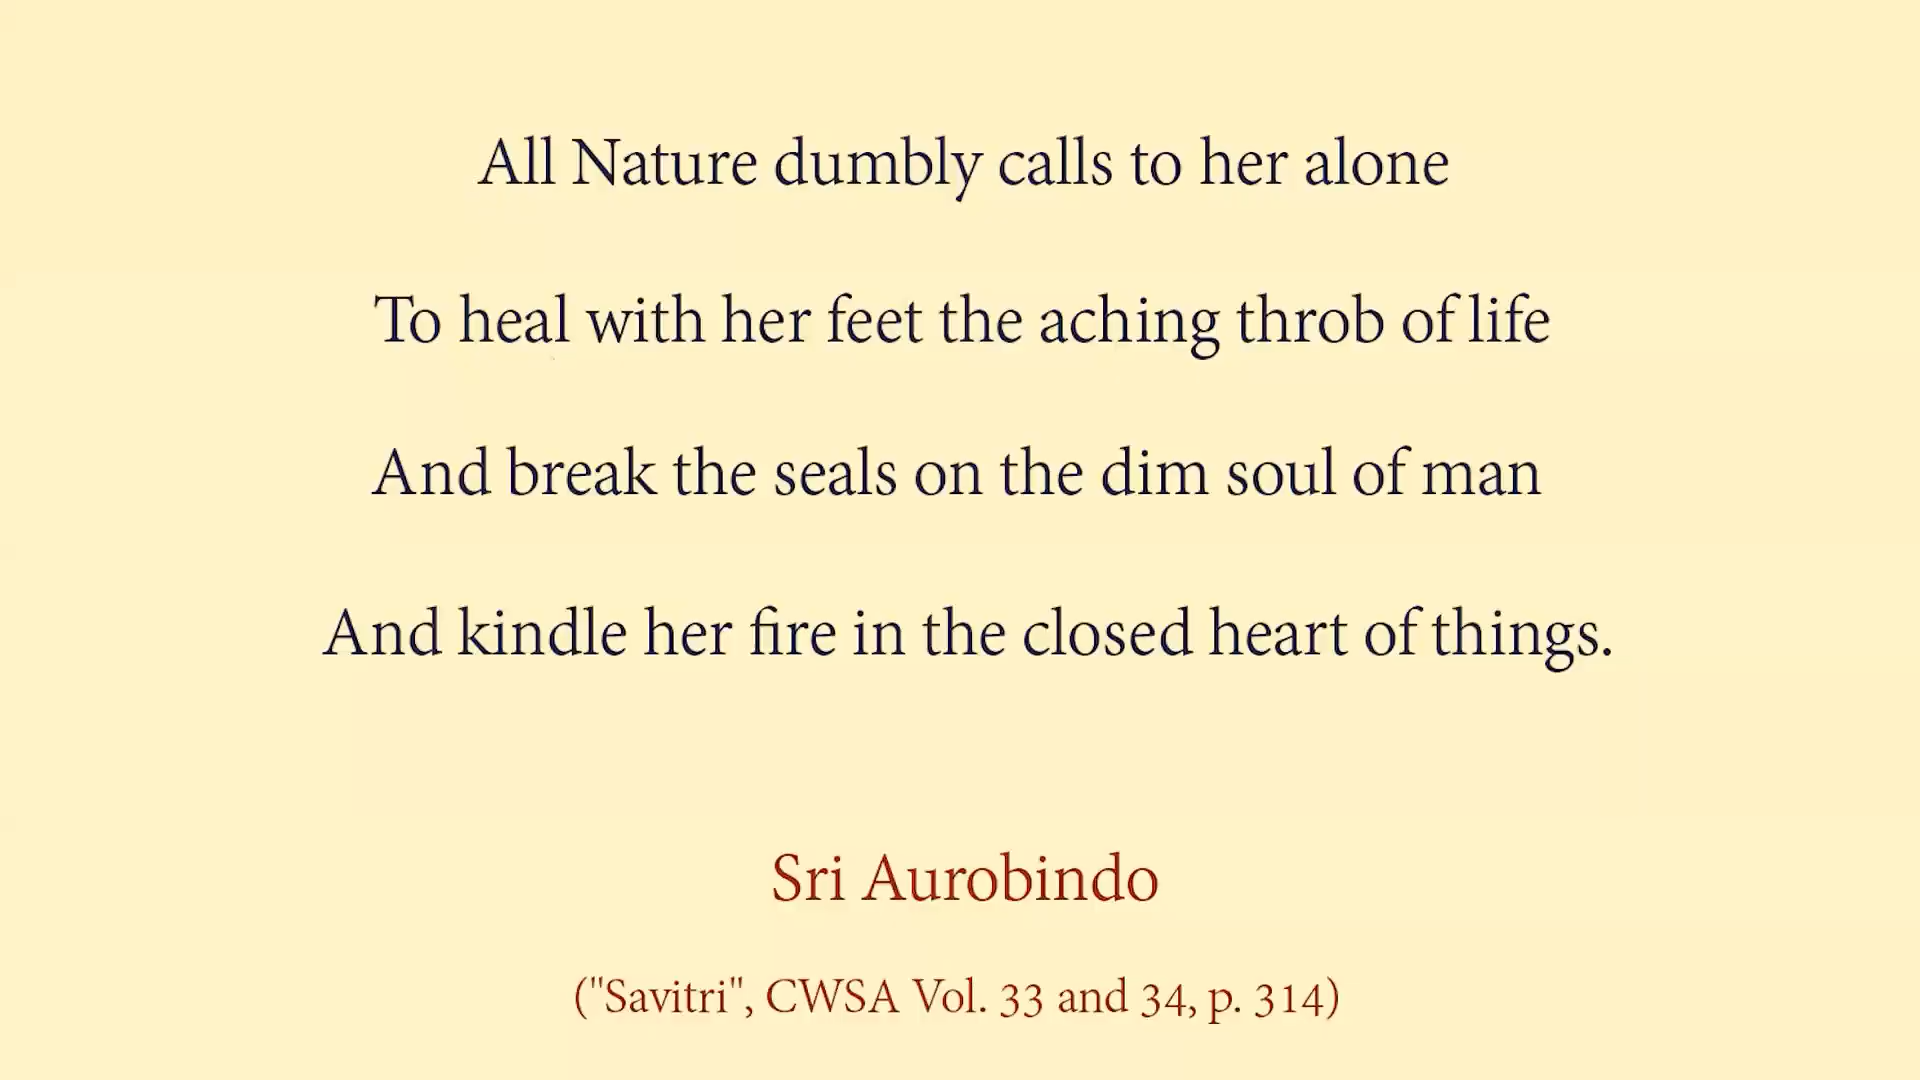 All Nature dumbly calls to her alone
To heal with her feet the aching throb of life
And break the seals on the dim soul of man
And kindle her fire in the closed heart of things.
Sri Aurobindo
("Savitri", CWSA Vol. 33 and 34, p. 314)